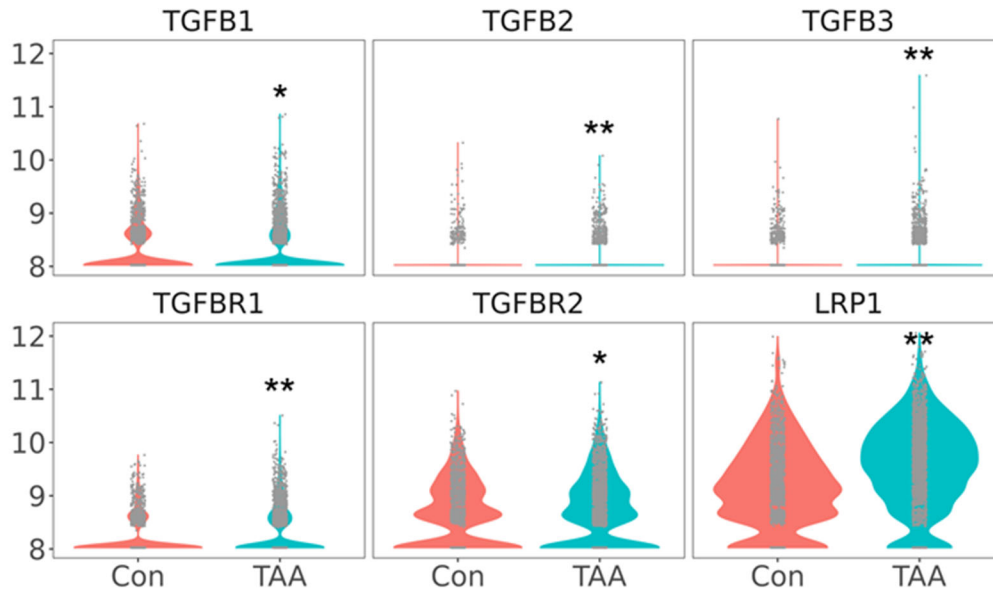 TGFB1 TGFB2 TGFB3
12
11
10
9
8
* ** **
TGFBR1 TGFBR2 LRP1
12
11
10
9
8
** * **
Con TAA Con TAA Con TAA